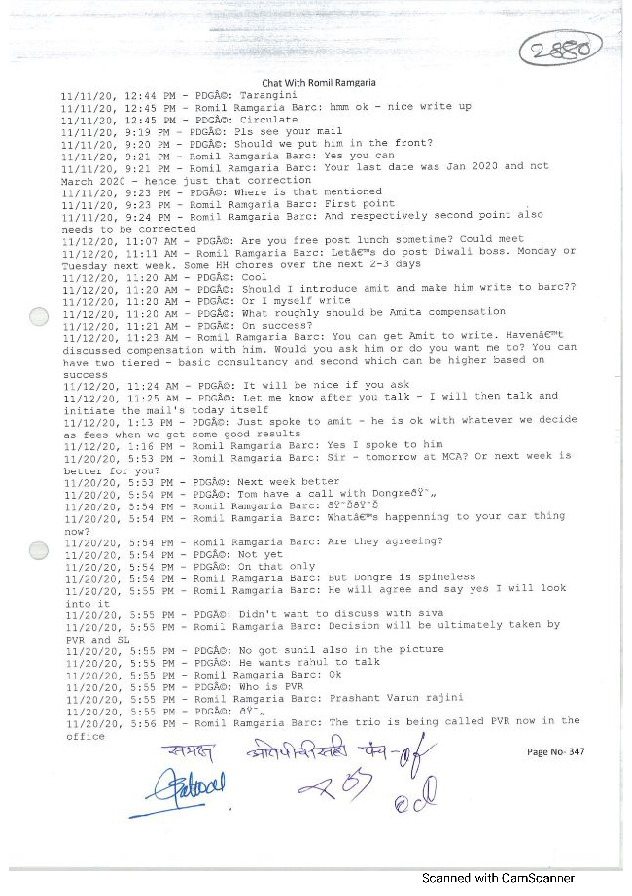 2880
Chat With Romil Ramgaria
11/11/20, 12:44 PM - PDGÂ©: Tarangini
11/11/20, 12:45 PM - Romil Ramgaria Barc: hmm ok - nice write up
11/11/20, 12:45 PM - PDGÂ©: Circulate
11/11/20, 9:19 PM - PDGÂ©: Pls see your mail
11/11/20, 9:20 PM - PDGÂ©: Should we put him in the front?
11/11/20, 9:21 PM - Romil Ramgaria Barc: Yes you can
11/11/20, 9:21 PM - Romil Ramgaria Barc: Your last date was Jan 2020 and not
March 2020 - hence just that correction
11/11/20, 9:23 PM - PDGÂ©: Where is that mentioned
11/11/20, 9:23 PM - Romil Ramgaria Barc: First point
11/11/20, 9:24 PM - Romil Ramgaria Barc: And respectively second point also
needs to be corrected
11/12/20, 11:07 AM - PDGÂ©: Are you free post lunch sometime? Could meet
11/12/20, 11:11 AM - Romil Ramgaria Barc: Letâ€™s do post Diwali boss. Monday or
Tuesday next week. Some HH chores over the next 2-3 days
11/12/20, 11:20 AM - PDGÂ©: Cool
11/12/20, 11:20 AM - PDGÂ©: Should I introduce amit and make him write to barc??
11/12/20, 11:20 AM - PDGÂ©: Or I myself write
11/12/20, 11:20 AM - PDGÂ©: What roughly should be Amita compensation
11/12/20, 11:21 AM - PDGÂ©: On success?
11/12/20, 11:23 AM - Romil Ramgaria Barc: You can get Amit to write. Havenâ€™t
discussed compensation with him. Would you ask him or do you want me to? You can
have two tiered - basic consultancy and second which can be higher based on
success
11/12/20, 11:24 AM - PDGÂ©: It will be nice if you ask
11/12/20, 11:25 AM - PDGÂ©: Let me know after you talk - I will then talk and
initiate the mail's today itself
11/12/20, 1:13 PM - PDGÂ©: Just spoke to amit - he is ok with whatever we decide
as fees when we get some good results
11/12/20, 1:16 PM - Romil Ramgaria Barc: Yes I spoke to him
11/20/20, 5:53 PM - Romil Ramgaria Barc: Sir - tomorrow at MCA? Or next week is
better for you?
11/20/20, 5:53 PM - PDGÂ©: Next week better
11/20/20, 5:54 PM - PDGÂ©: Tom have a call with DongreðŸ˜„
11/20/20, 5:54 PM - Romil Ramgaria Barc: ðŸ˜ŠðŸ˜Š
11/20/20, 5:54 PM - Romil Ramgaria Barc: Whatâ€™s happenning to your car thing
now?
11/20/20, 5:54 PM - Romil Ramgaria Barc: Are they agreeing?
11/20/20, 5:54 PM - PDGÂ©: Not yet
11/20/20, 5:54 PM - PDGÂ©: On that only
11/20/20, 5:54 PM - Romil Ramgaria Barc: But Dongre is spineless
11/20/20, 5:55 PM - Romil Ramgaria Barc: He will agree and say yes I will look
into it
11/20/20, 5:55 PM - PDGÂ©: Didn't want to discuss with siva
11/20/20, 5:55 PM - Romil Ramgaria Barc: Decision will be ultimately taken by
PVR and SL
11/20/20, 5:55 PM - PDGÂ©: No got sunil also in the picture
11/20/20, 5:55 PM - PDGÂ©: He wants rahul to talk
11/20/20, 5:55 PM - Romil Ramgaria Barc: Ok
11/20/20, 5:55 PM - PDGÂ©: Who is PVR
11/20/20, 5:55 PM - Romil Ramgaria Barc: Prashant Varun rajini
11/20/20, 5:55 PM - PDGÂ©: ðŸ˜„
11/20/20, 5:56 PM - Romil Ramgaria Barc: The trio is being called PVR now in the
office
समक्ष पंच
Page No- 347
Scanned with CamScanner